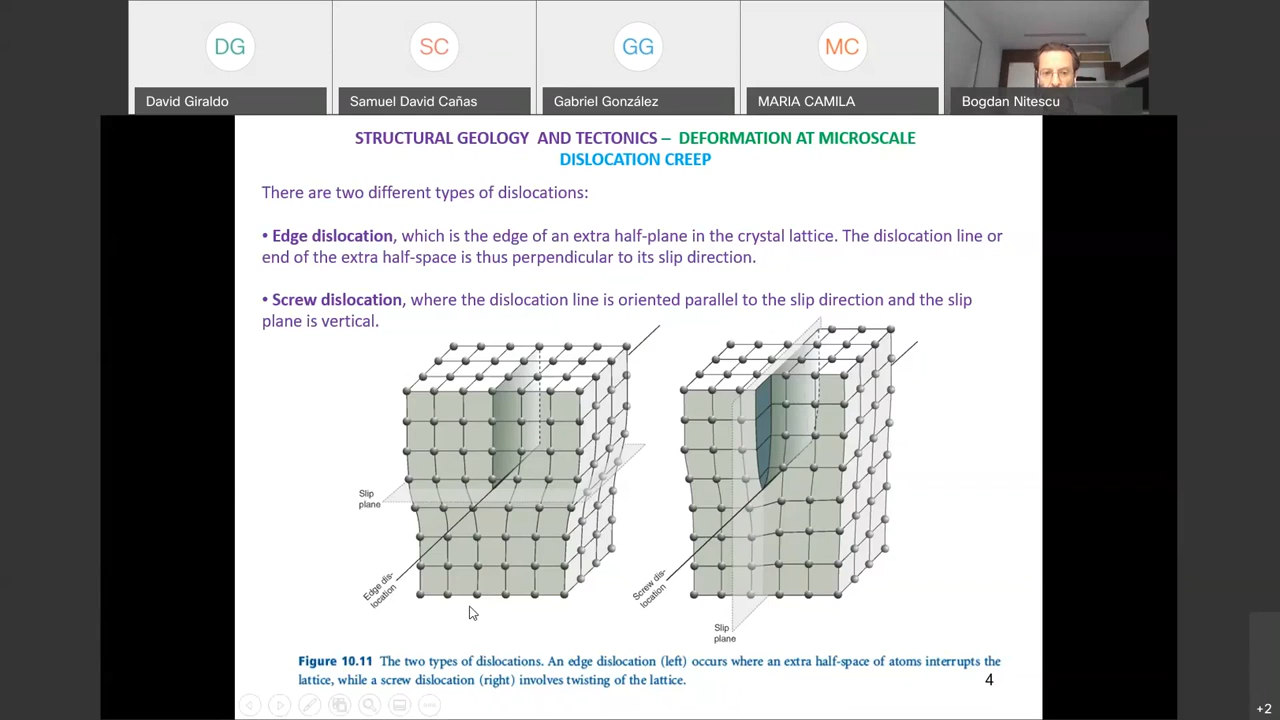 DG
SC
GG
MC
David Giraldo
Samuel David Cañas
Gabriel González
MARIA CAMILA
Bogdan Nitescu
STRUCTURAL GEOLOGY AND TECTONICS – DEFORMATION AT MICROSCALE
DISLOCATION CREEP
There are two different types of dislocations:
• Edge dislocation, which is the edge of an extra half-plane in the crystal lattice. The dislocation line or
end of the extra half-space is thus perpendicular to its slip direction.
• Screw dislocation, where the dislocation line is oriented parallel to the slip direction and the slip
plane is vertical.
Slip
plane
Edge dis-
location
Screw dis-
location
Slip
plane
Figure 10.11 The two types of dislocations. An edge dislocation (left) occurs where an extra half-space of atoms interrupts the
lattice, while a screw dislocation (right) involves twisting of the lattice.
4
+2